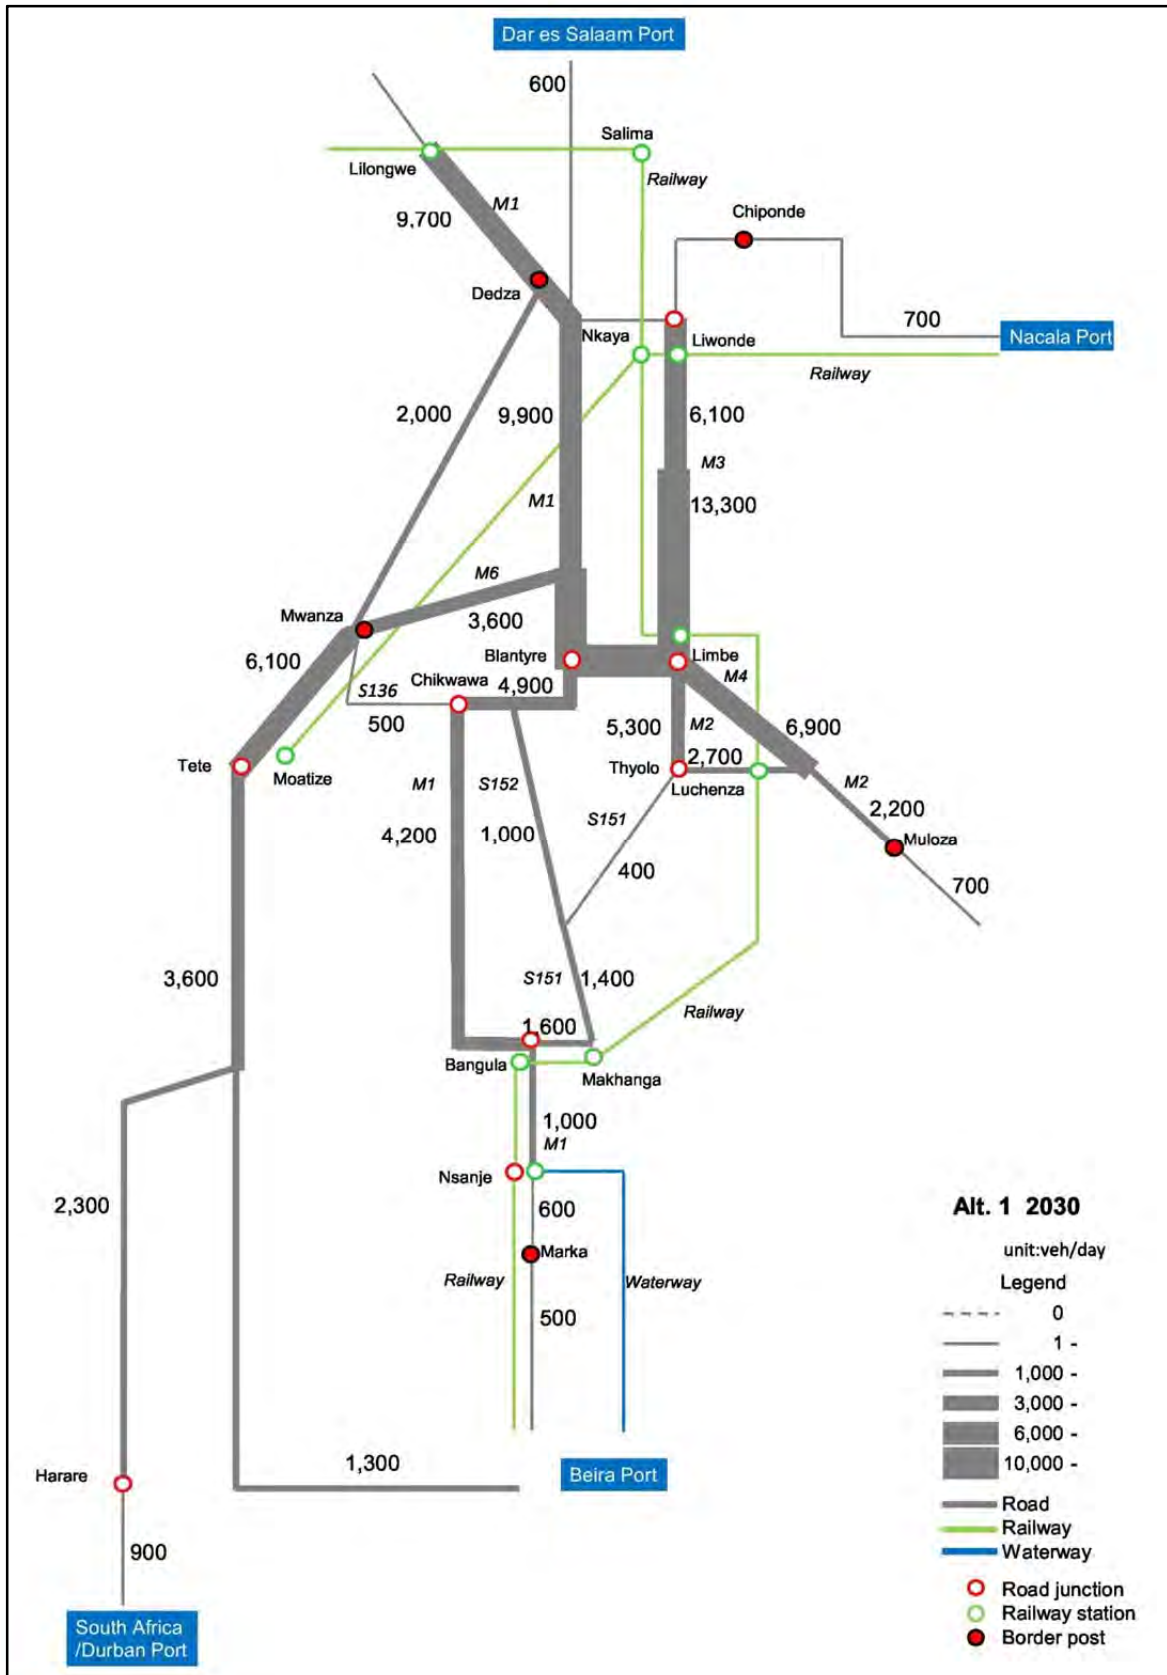 Dar es Salaam Port
600
Salima
Lilongwe
Railway
M1
9,700
Chiponde
Dedza
Nkaya
Liwonde
700
Nacala Port
Railway
2,000
9,900
6,100
M3
M1
13,300
M6
Mwanza
3,600
6,100
Blantyre
Limbe
M4
Chikwawa
4,900
S136
500
5,300
M2
6,900
2,700
Tete
Moatize
Thyolo
Luchenza
M1
S152
M2
2,200
4,200
1,000
S151
400
Muloza
700
3,600
S151
1,400
Railway
1,600
Bangula
Makhanga
1,000
M1
Nsanje
2,300
600
Marka
Railway
Waterway
500
1,300
Beira Port
Harare
900
South Africa
/Durban Port
Alt. 1 2030
unit:veh/day
Legend
0
1 -
1,000 -
3,000 -
6,000 -
10,000 -
Road
Railway
Waterway
Road junction
Railway station
Border post